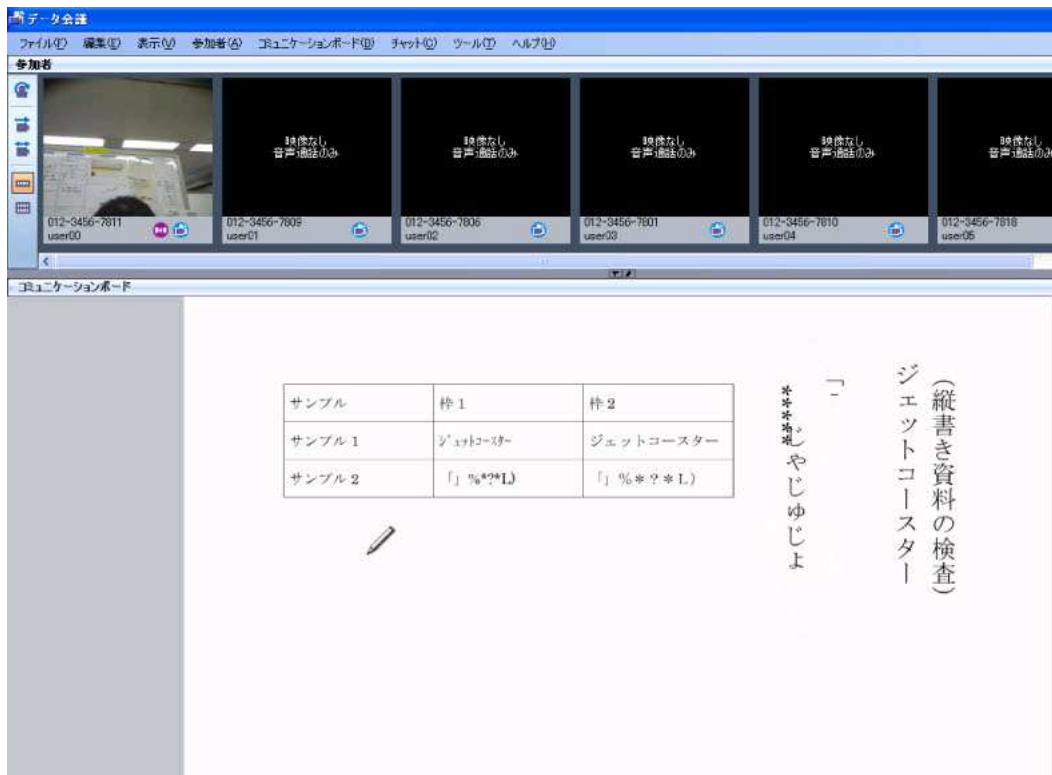 データ会議
ファイル(F) 編集(E) 表示(V) 参加者(A) コミュニケーションボード(B) チャット(C) ツール(T) ヘルプ(H)
参加者
映像なし
音声通話のみ
映像なし
音声通話のみ
映像なし
音声通話のみ
映像なし
音声通話のみ
映像なし
音声通話のみ
012-3456-7811
user00
012-3456-7809
user01
012-3456-7806
user02
012-3456-7801
user03
012-3456-7810
user04
012-3456-7818
user05
コミュニケーションボード
サンプル 枠1 枠2
サンプル1 ジェットコースター ジェットコースター
サンプル2 「」%*?*L) 「」%*?*L)
(縦書き資料の検査)
ジェットコースター
じゃじゅじょ